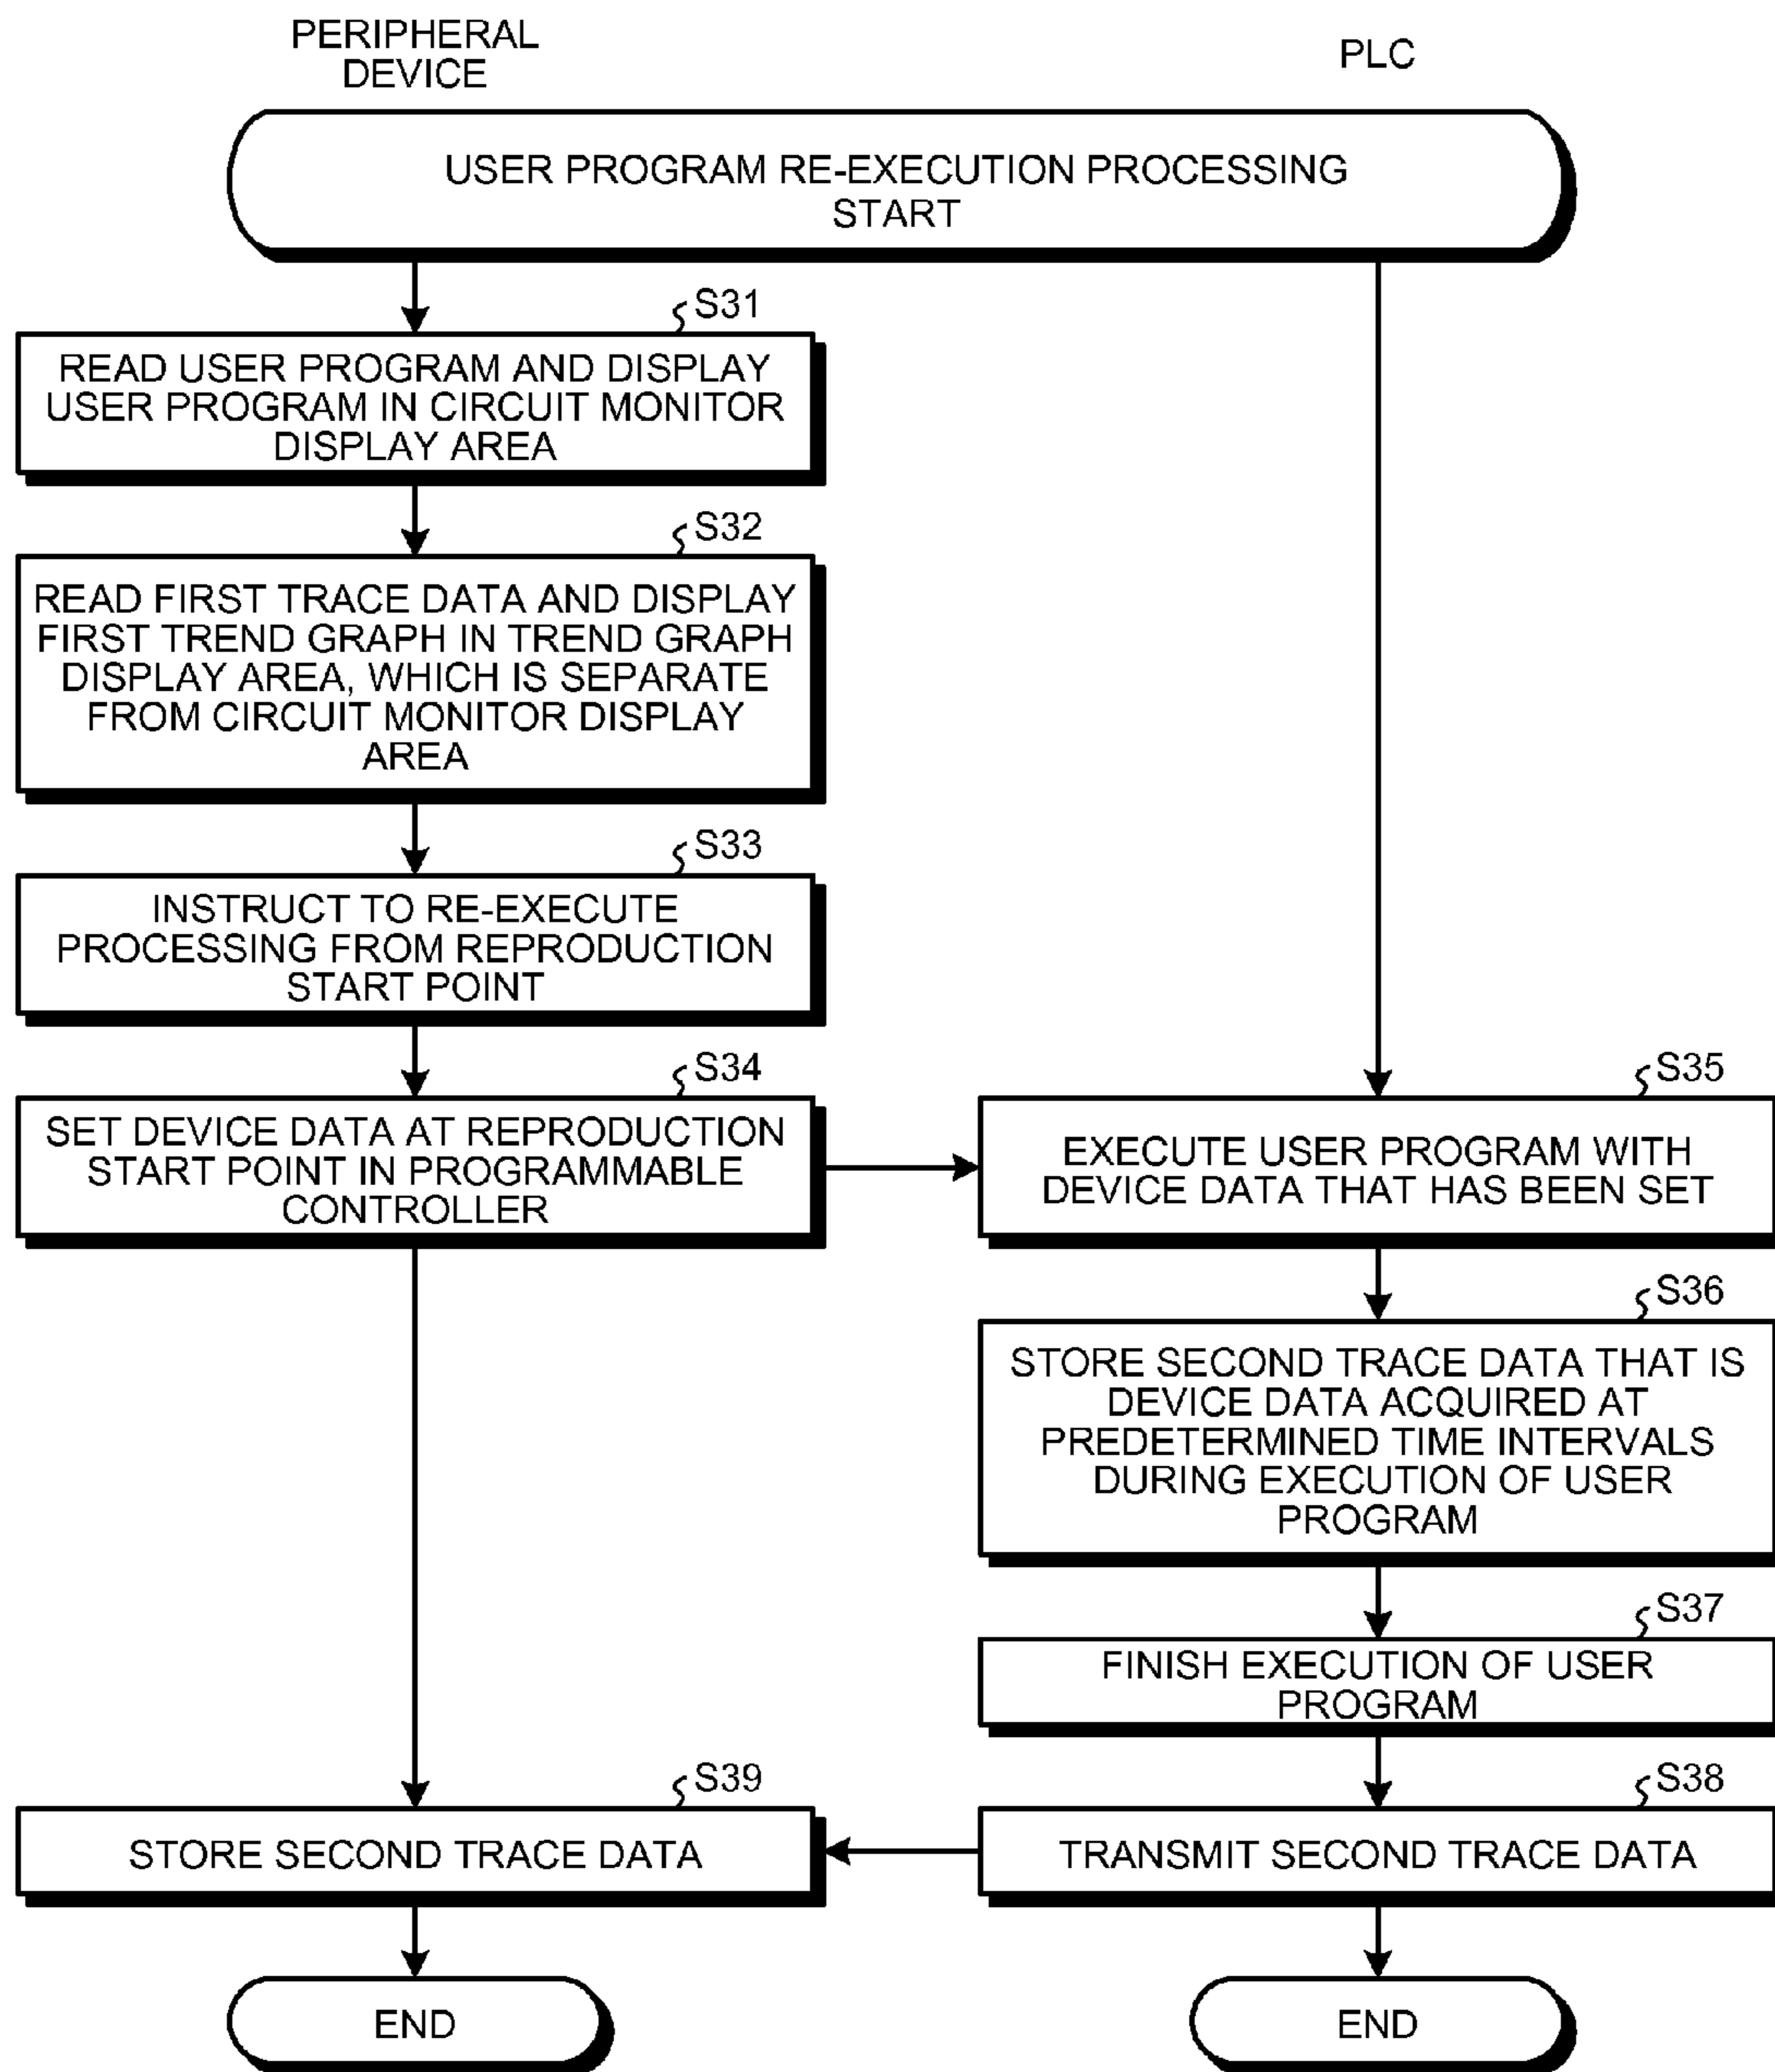 PERIPHERAL
DEVICE
PLC
USER PROGRAM RE-EXECUTION PROCESSING
START
S31
READ USER PROGRAM AND DISPLAY
USER PROGRAM IN CIRCUIT MONITOR
DISPLAY AREA
S32
READ FIRST TRACE DATA AND DISPLAY
FIRST TREND GRAPH IN TREND GRAPH
DISPLAY AREA, WHICH IS SEPARATE
FROM CIRCUIT MONITOR DISPLAY
AREA
S33
INSTRUCT TO RE-EXECUTE
PROCESSING FROM REPRODUCTION
START POINT
S34
SET DEVICE DATA AT REPRODUCTION
START POINT IN PROGRAMMABLE
CONTROLLER
S35
EXECUTE USER PROGRAM WITH
DEVICE DATA THAT HAS BEEN SET
S36
STORE SECOND TRACE DATA THAT IS
DEVICE DATA ACQUIRED AT
PREDETERMINED TIME INTERVALS
DURING EXECUTION OF USER
PROGRAM
S37
FINISH EXECUTION OF USER
PROGRAM
S38
TRANSMIT SECOND TRACE DATA
S39
STORE SECOND TRACE DATA
END
END